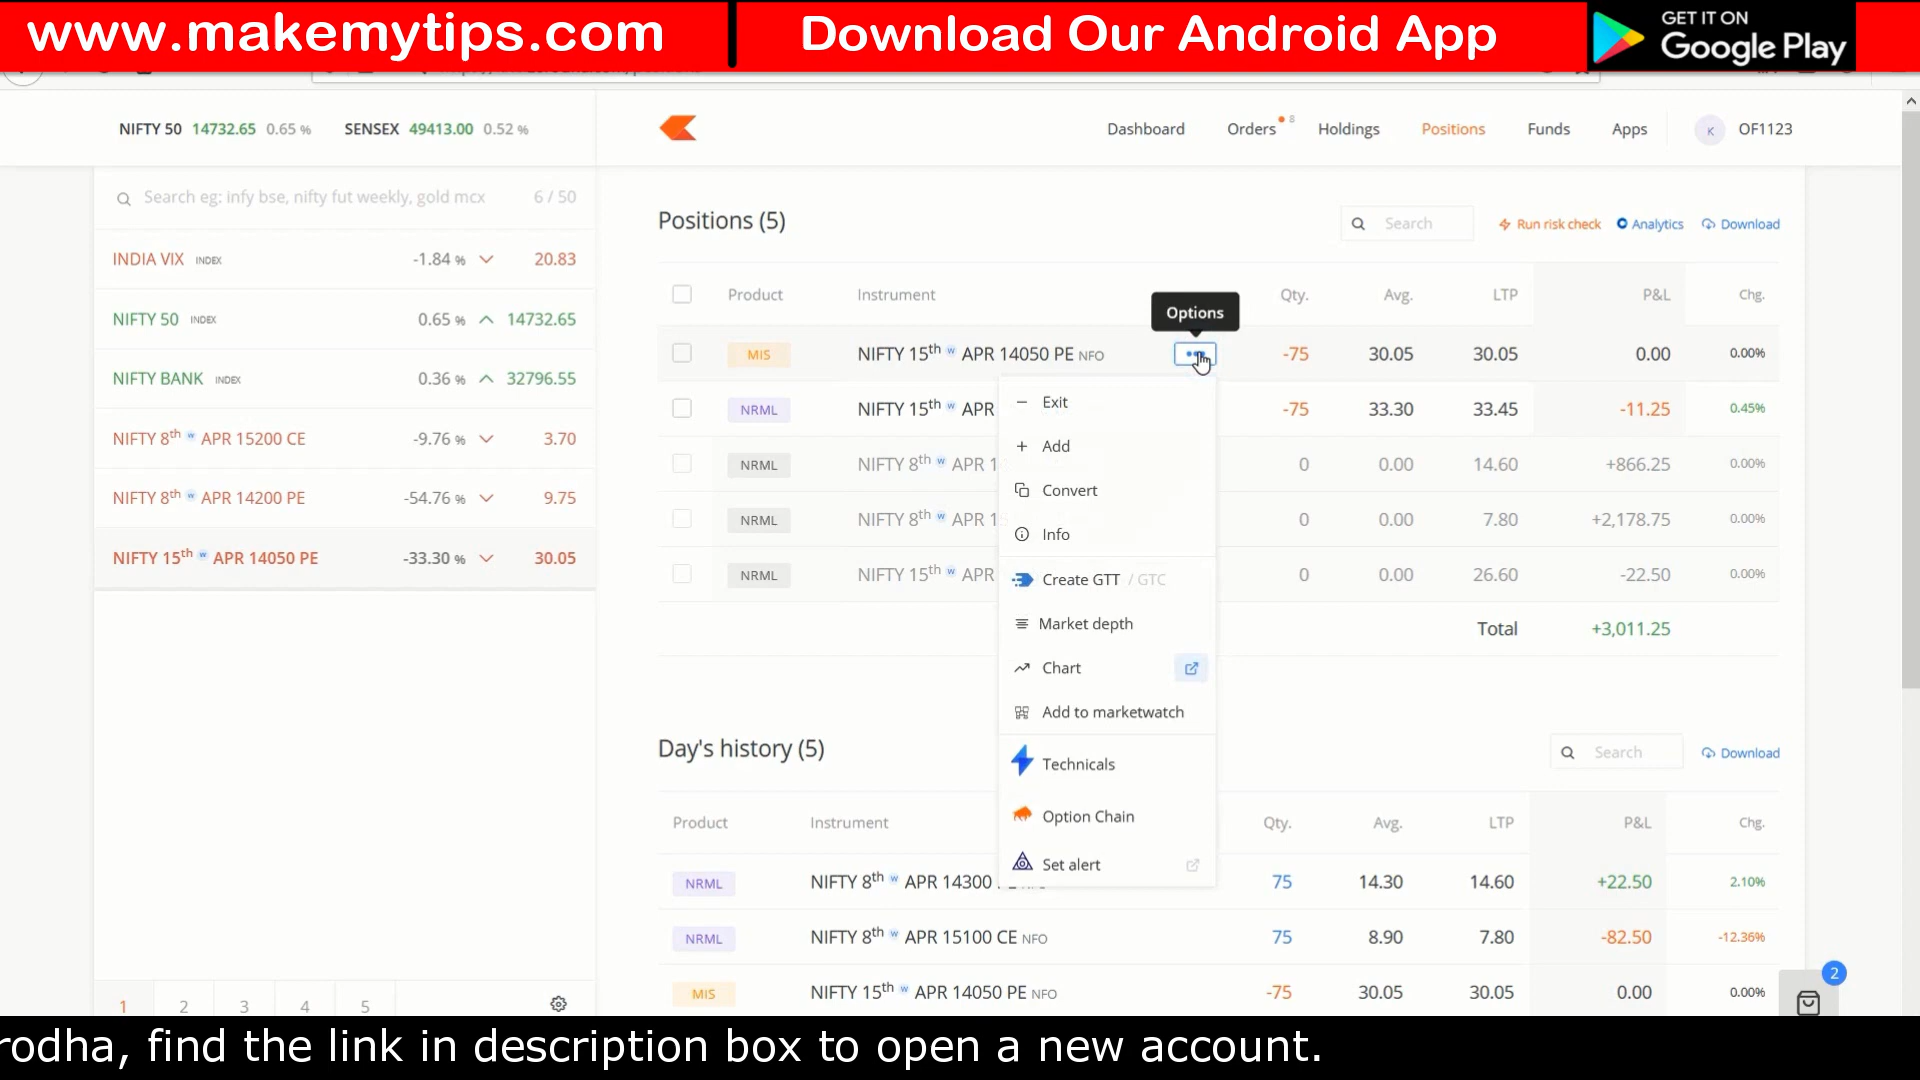 www.makemytips.com
Download Our Android App
GET IT ON
Google Play
NIFTY 50 14732.65 0.65 %
SENSEX 49413.00 0.52 %
Dashboard
Orders 8
Holdings
Positions
Funds
Apps
K OF1123
Search eg: infy bse, nifty fut weekly, gold mcx 6 / 50
INDIA VIX INDEX -1.84 % 20.83
NIFTY 50 INDEX 0.65 % 14732.65
NIFTY BANK INDEX 0.36 % 32796.55
NIFTY 8th w APR 15200 CE -9.76 % 3.70
NIFTY 8th w APR 14200 PE -54.76 % 9.75
NIFTY 15th w APR 14050 PE -33.30 % 30.05
1 2 3 4 5
Positions (5)
Search
Run risk check
Analytics
Download
Product Instrument Qty. Avg. LTP P&L Chg.
Options
MIS NIFTY 15th w APR 14050 PE NFO -75 30.05 30.05 0.00 0.00%
NRML NIFTY 15th w APR -75 33.30 33.45 -11.25 0.45%
NRML NIFTY 8th w APR 1 0 0.00 14.60 +866.25 0.00%
NRML NIFTY 8th w APR 1 0 0.00 7.80 +2,178.75 0.00%
NRML NIFTY 15th w APR 0 0.00 26.60 -22.50 0.00%
Total +3,011.25
Exit
Add
Convert
Info
Create GTT / GTC
Market depth
Chart
Add to marketwatch
Technicals
Option Chain
Set alert
Day's history (5)
Search
Download
Product Instrument Qty. Avg. LTP P&L Chg.
NRML NIFTY 8th w APR 14300 75 14.30 14.60 +22.50 2.10%
NRML NIFTY 8th w APR 15100 CE NFO 75 8.90 7.80 -82.50 -12.36%
MIS NIFTY 15th w APR 14050 PE NFO -75 30.05 30.05 0.00 0.00%
2
rodha, find the link in description box to open a new account.